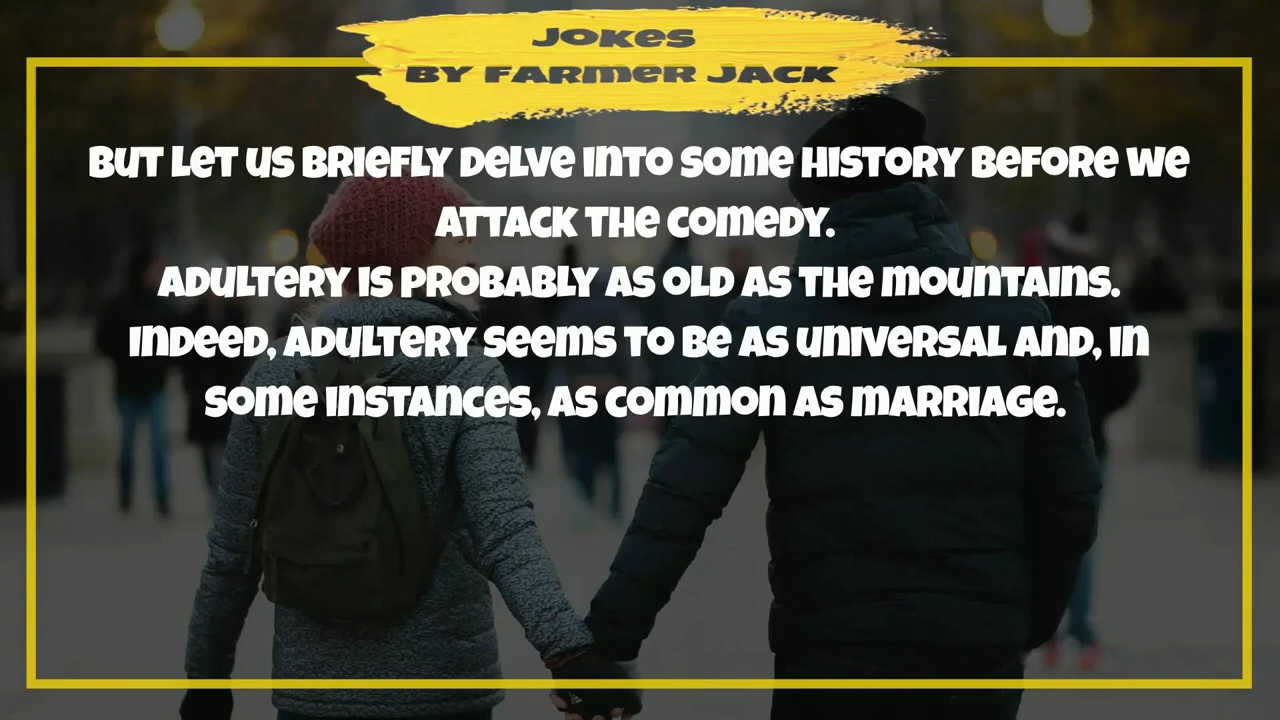 Jokes
by Farmer Jack
But let us briefly delve into some history before we
attack the comedy.
Adultery is probably as old as the mountains.
Indeed, adultery seems to be as universal and, in
some instances, as common as marriage.